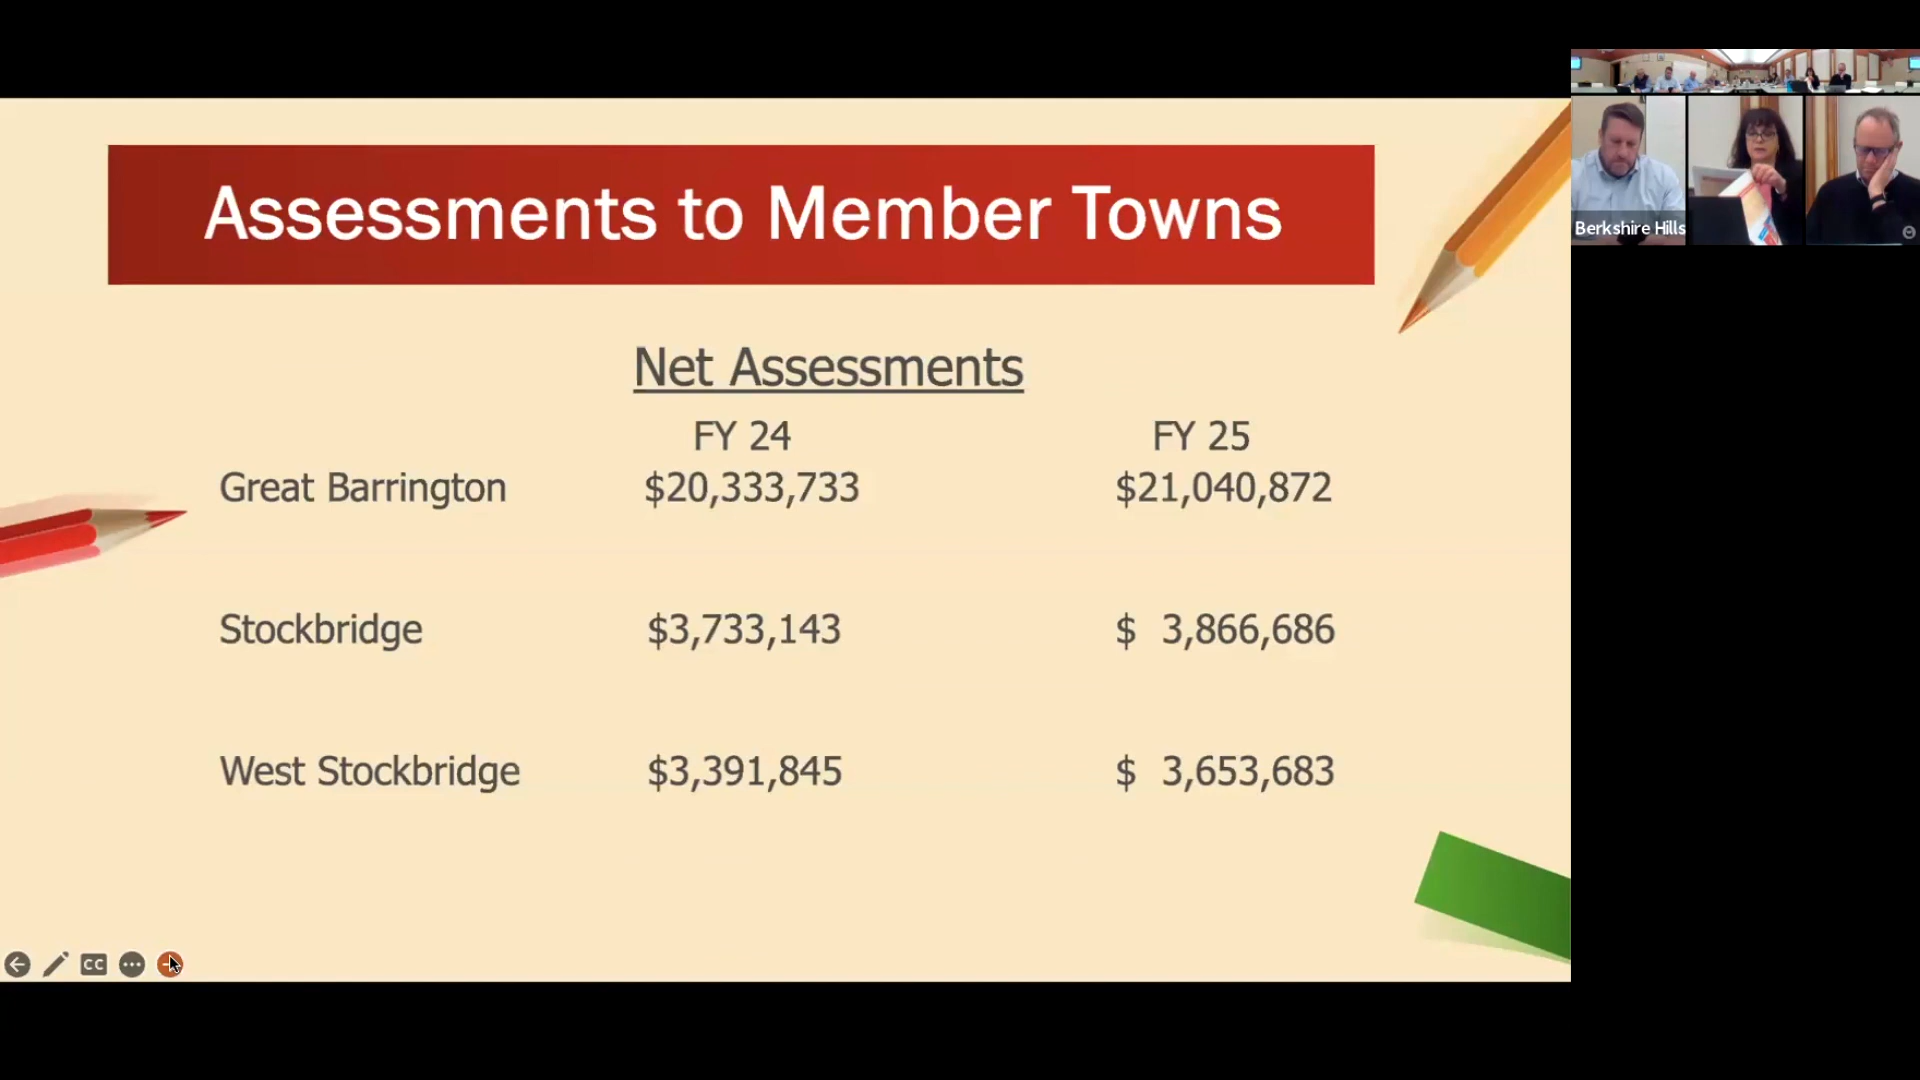 Assessments to Member Towns
Net Assessments
FY 24 FY 25
Great Barrington $20,333,733 $21,040,872
Stockbridge $3,733,143 $ 3,866,686
West Stockbridge $3,391,845 $ 3,653,683
CC
Berkshire Hills